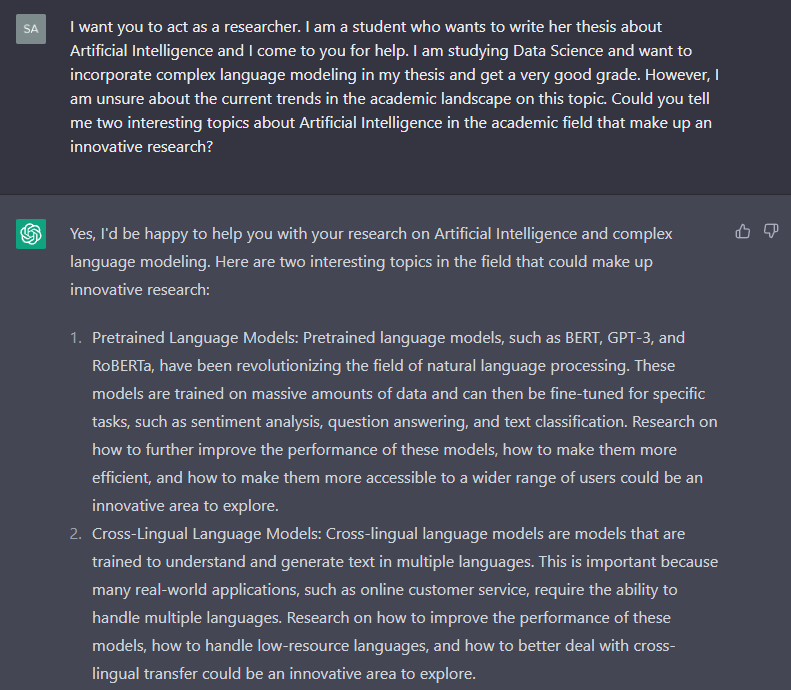 SA
I want you to act as a researcher. I am a student who wants to write her thesis about
Artificial Intelligence and I come to you for help. I am studying Data Science and want to
incorporate complex language modeling in my thesis and get a very good grade. However, I
am unsure about the current trends in the academic landscape on this topic. Could you tell
me two interesting topics about Artificial Intelligence in the academic field that make up an
innovative research?
Yes, I'd be happy to help you with your research on Artificial Intelligence and complex
language modeling. Here are two interesting topics in the field that could make up
innovative research:
1. Pretrained Language Models: Pretrained language models, such as BERT, GPT-3, and
RoBERTa, have been revolutionizing the field of natural language processing. These
models are trained on massive amounts of data and can then be fine-tuned for specific
tasks, such as sentiment analysis, question answering, and text classification. Research on
how to further improve the performance of these models, how to make them more
efficient, and how to make them more accessible to a wider range of users could be an
innovative area to explore.
2. Cross-Lingual Language Models: Cross-lingual language models are models that are
trained to understand and generate text in multiple languages. This is important because
many real-world applications, such as online customer service, require the ability to
handle multiple languages. Research on how to improve the performance of these
models, how to handle low-resource languages, and how to better deal with cross-
lingual transfer could be an innovative area to explore.